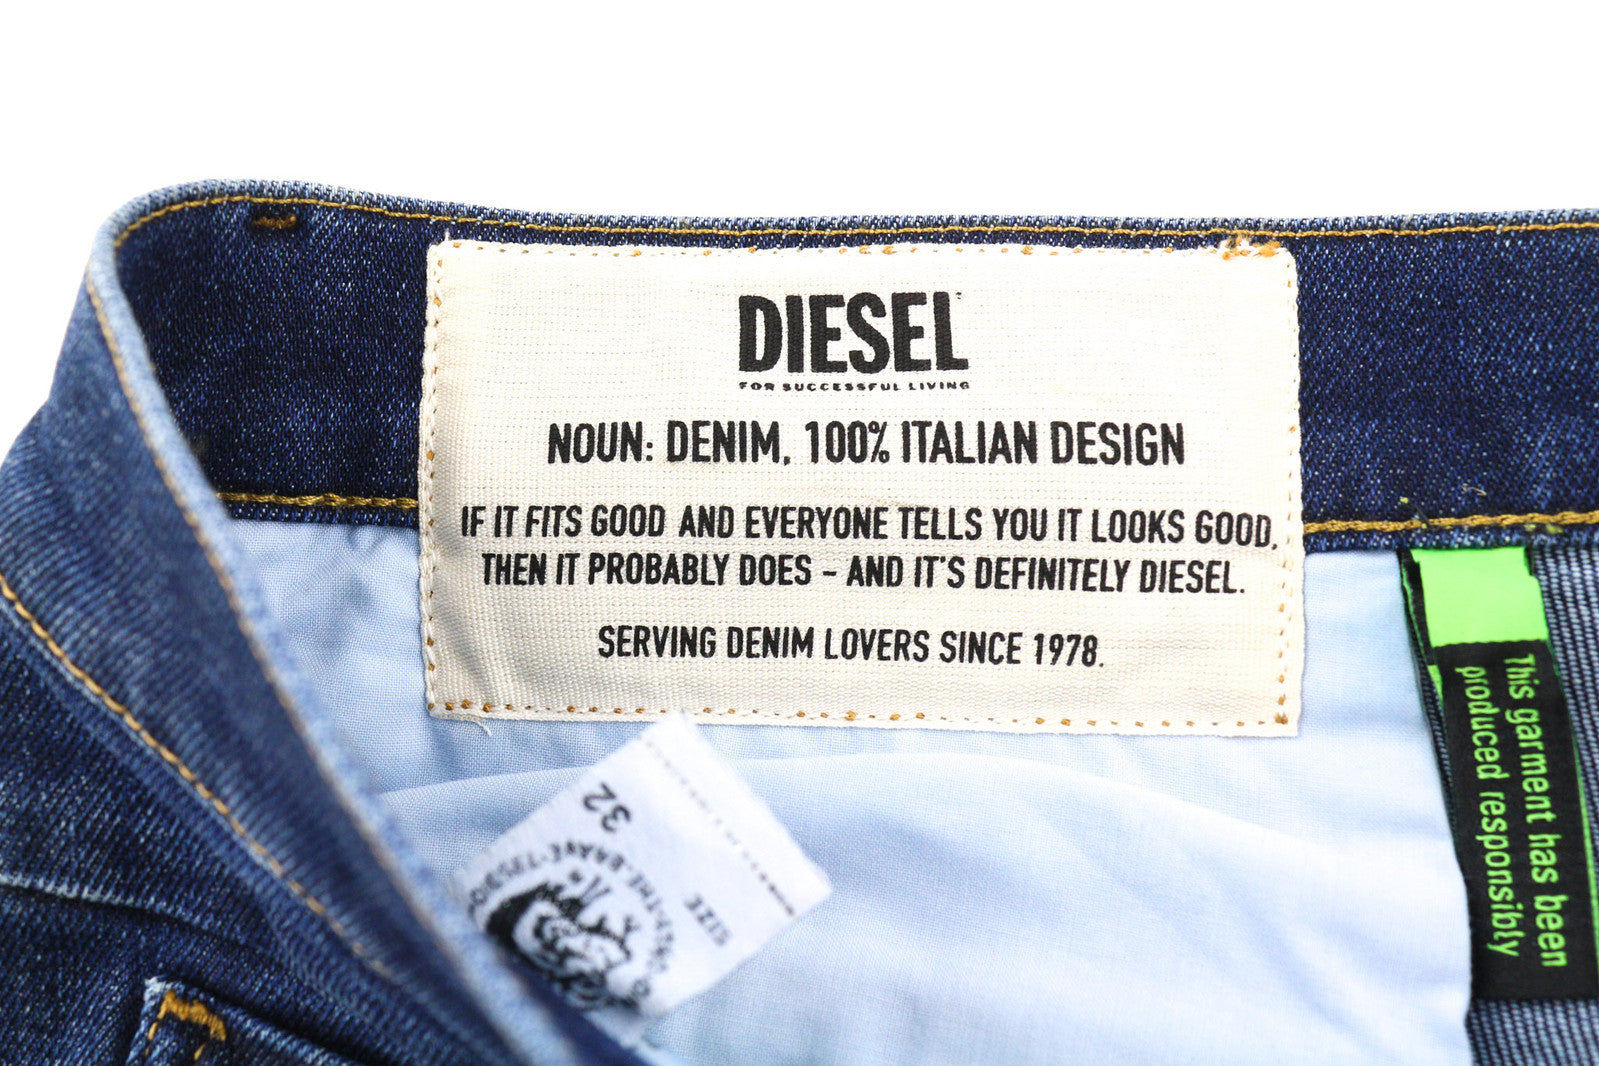 DIESEL
FOR SUCCESSFUL LIVING
NOUN: DENIM, 100% ITALIAN DESIGN
IF IT FITS GOOD AND EVERYONE TELLS YOU IT LOOKS GOOD,
THEN IT PROBABLY DOES - AND IT'S DEFINITELY DIESEL.
SERVING DENIM LOVERS SINCE 1978.
This garment has been
produced responsibly
32
SIZE